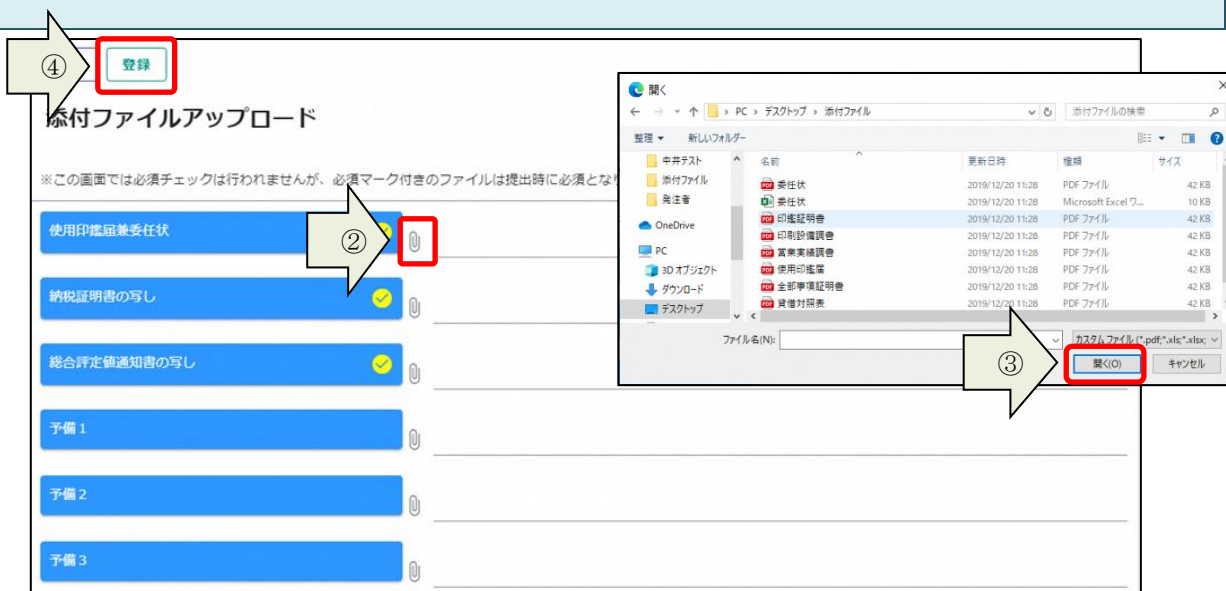 ④
登録
添付ファイルアップロード
※この画面では必須チェックは行われませんが、必須マーク付きのファイルは提出時に必須とな
使用印鑑届兼委任状
②
納税証明書の写し
総合評定値通知書の写し
予備1
予備2
予備3
開く
PC › デスクトップ › 添付ファイル
添付ファイルの検索
整理 新しいフォルダー
中井テスト
添付ファイル
発注者
OneDrive
PC
3D オブジェクト
ダウンロード
デスクトップ
名前 更新日時 種類 サイズ
委任状 2019/12/20 11:28 PDF ファイル 42 KB
委任状 2019/12/20 11:28 Microsoft Excel ワ... 10 KB
印鑑証明書 2019/12/20 11:28 PDF ファイル 42 KB
印刷設備調書 2019/12/20 11:28 PDF ファイル 42 KB
営業実績調書 2019/12/20 11:28 PDF ファイル 42 KB
使用印鑑届 2019/12/20 11:28 PDF ファイル 42 KB
全部事項証明書 2019/12/20 11:28 PDF ファイル 42 KB
貸借対照表 2019/12/20 11:28 PDF ファイル 42 KB
ファイル名(N):
カスタム ファイル (*.pdf;*.xls;*.xlsx;
③
開く(O) キャンセル